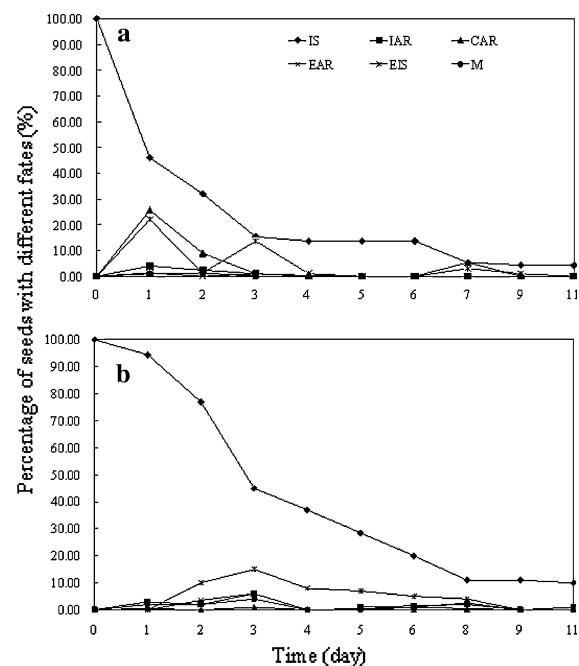 a
IS IAR CAR
EAR EIS M
100.00
90.00
80.00
70.00
60.00
50.00
40.00
30.00
20.00
10.00
0.00
0 1 2 3 4 5 6 7 9 11
Percentage of seeds with different fates (%)
b
100.00
90.00
80.00
70.00
60.00
50.00
40.00
30.00
20.00
10.00
0.00
0 1 2 3 4 5 6 8 9 11
Time (day)